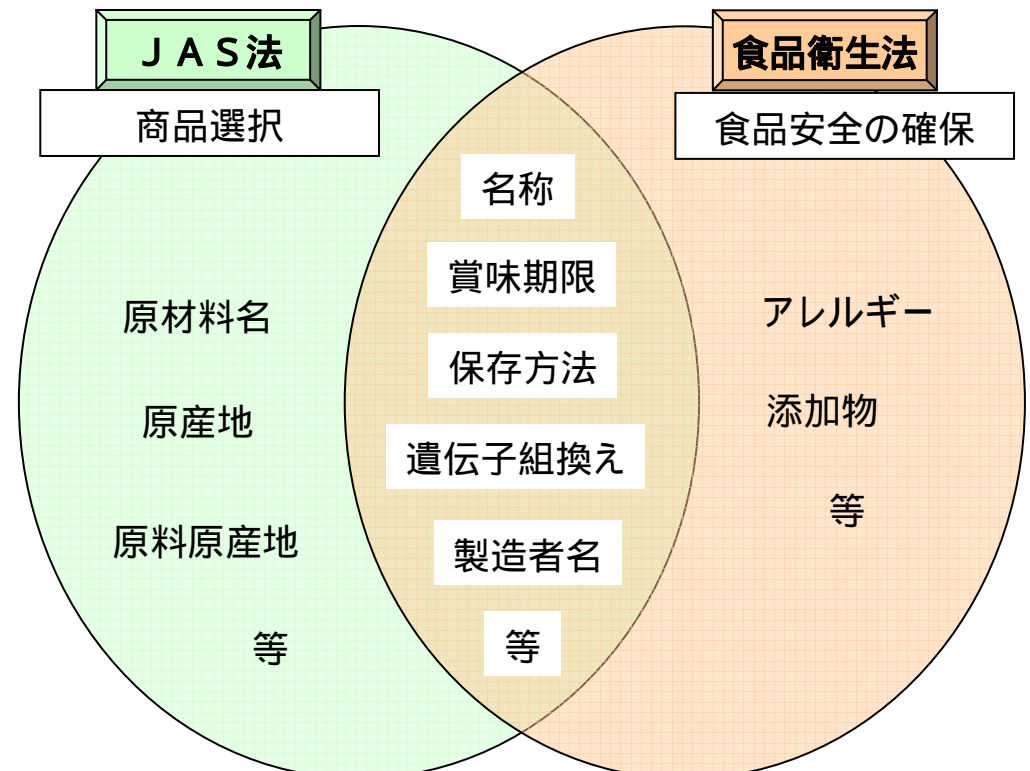 ＪＡＳ法
商品選択
原材料名
原産地
原料原産地
等
名称
賞味期限
保存方法
遺伝子組換え
製造者名
等
食品衛生法
食品安全の確保
アレルギー
添加物
等